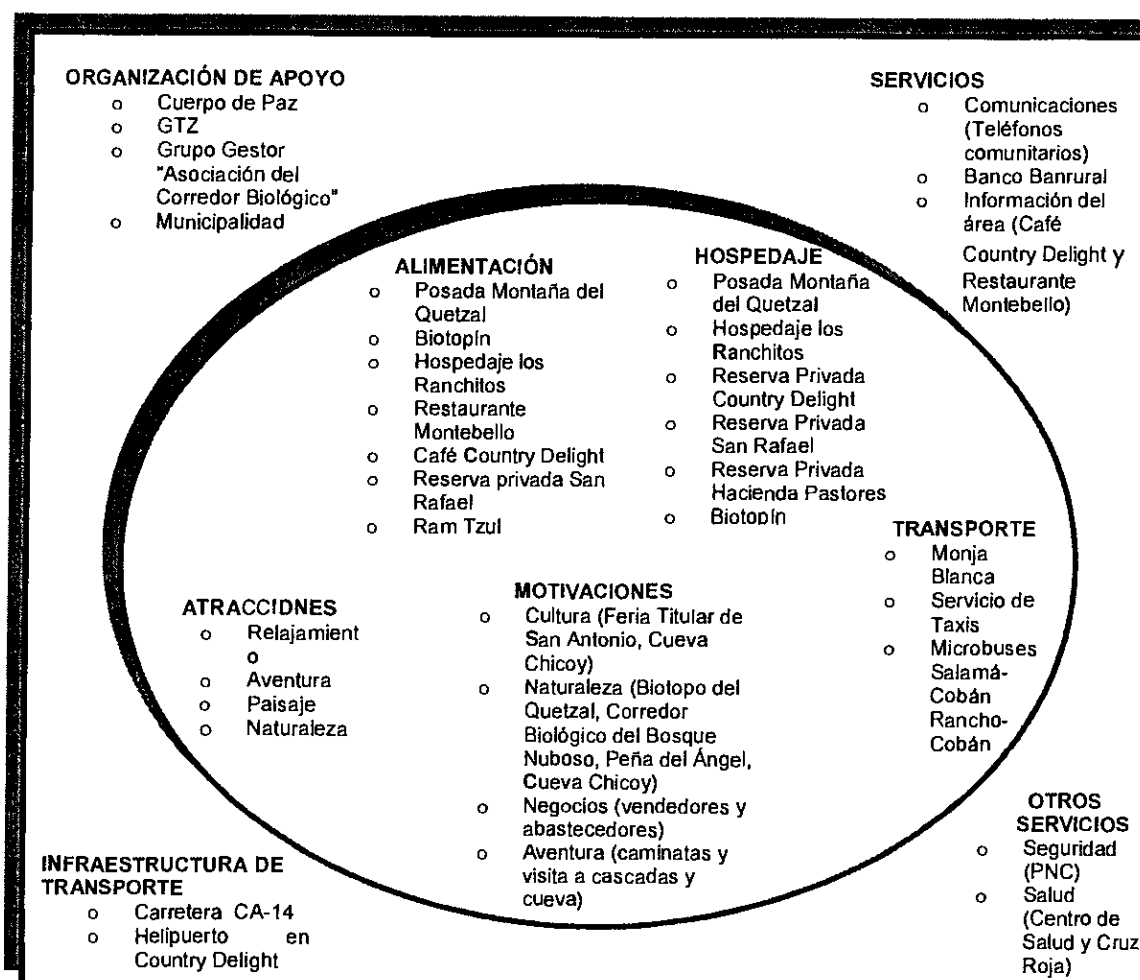 ORGANIZACIÓN DE APOYO
o Cuerpo de Paz
o GTZ
o Grupo Gestor
"Asociación del
Corredor Biológico"
o Municipalidad
SERVICIOS
o Comunicaciones
(Teléfonos
comunitarios)
o Banco Banrural
o Información del
área (Café
Country Delight y
Restaurante
Montebello)
ALIMENTACIÓN
o Posada Montaña del
Quetzal
o Biotopín
o Hospedaje los
Ranchitos
o Restaurante
Montebello
o Café Country Delight
o Reserva privada San
Rafael
o Ram Tzul
HOSPEDAJE
o Posada Montaña
del Quetzal
o Hospedaje los
Ranchitos
o Reserva Privada
Country Delight
o Reserva Privada
San Rafael
o Reserva Privada
Hacienda Pastores
o Biotopín
TRANSPORTE
o Monja
Blanca
o Servicio de
Taxis
o Microbuses
Salamá-
Cobán
Rancho-
Cobán
ATRACCIDNES
o Relajamient
o
o Aventura
o Paisaje
o Naturaleza
MOTIVACIONES
o Cultura (Feria Titular de
San Antonio, Cueva
Chicoy)
o Naturaleza (Biotopo del
Quetzal, Corredor
Biológico del Bosque
Nuboso, Peña del Ángel,
Cueva Chicoy)
o Negocios (vendedores y
abastecedores)
o Aventura (caminatas y
visita a cascadas y
cueva)
INFRAESTRUCTURA DE
TRANSPORTE
o Carretera CA-14
o Helipuerto en
Country Delight
OTROS
SERVICIOS
o Seguridad
(PNC)
o Salud
(Centro de
Salud y Cruz
Roja)